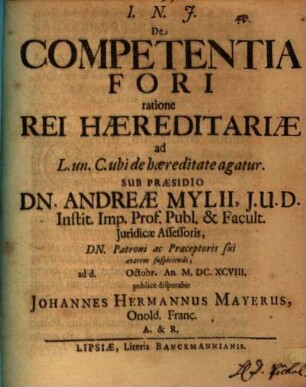 I. N. J.
De
COMPETENTIA
FORI
ratione
REI HÆREDITARIÆ
ad
L. un. C. ubi de hæreditate agatur.
SUB PRÆSIDIO
DN. ANDREÆ MYLII, J.U.D.
Instit. Imp. Prof. Publ. & Facult.
Juridicæ Assessoris,
DN. Patroni ac Præceptoris sui
ætatem suspiciendi,
ad d. Octobr. An. M. DC. XCVIII,
publice disputabit
JOHANNES HERMANNUS MAYERUS,
Onold. Franc.
A. & R.
LIPSIÆ, Literis BANCKMANNIANIS.